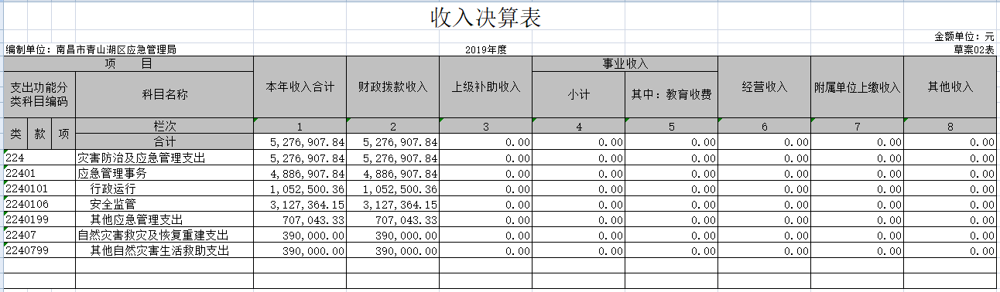 收入决算表
金额单位：元
编制单位：南昌市青山湖区应急管理局 2019年度 草案02表
项 目 本年收入合计 财政拨款收入 上级补助收入 事业收入 经营收入 附属单位上缴收入 其他收入
支出功能分类科目编码 科目名称 小计 其中：教育收费
类 款 项 栏次 1 2 3 4 5 6 7 8
合计 5,276,907.84 5,276,907.84 0.00 0.00 0.00 0.00 0.00 0.00
224 灾害防治及应急管理支出 5,276,907.84 5,276,907.84 0.00 0.00 0.00 0.00 0.00 0.00
22401 应急管理事务 4,886,907.84 4,886,907.84 0.00 0.00 0.00 0.00 0.00 0.00
2240101 行政运行 1,052,500.36 1,052,500.36 0.00 0.00 0.00 0.00 0.00 0.00
2240106 安全监管 3,127,364.15 3,127,364.15 0.00 0.00 0.00 0.00 0.00 0.00
2240199 其他应急管理支出 707,043.33 707,043.33 0.00 0.00 0.00 0.00 0.00 0.00
22407 自然灾害救灾及恢复重建支出 390,000.00 390,000.00 0.00 0.00 0.00 0.00 0.00 0.00
2240799 其他自然灾害生活救助支出 390,000.00 390,000.00 0.00 0.00 0.00 0.00 0.00 0.00